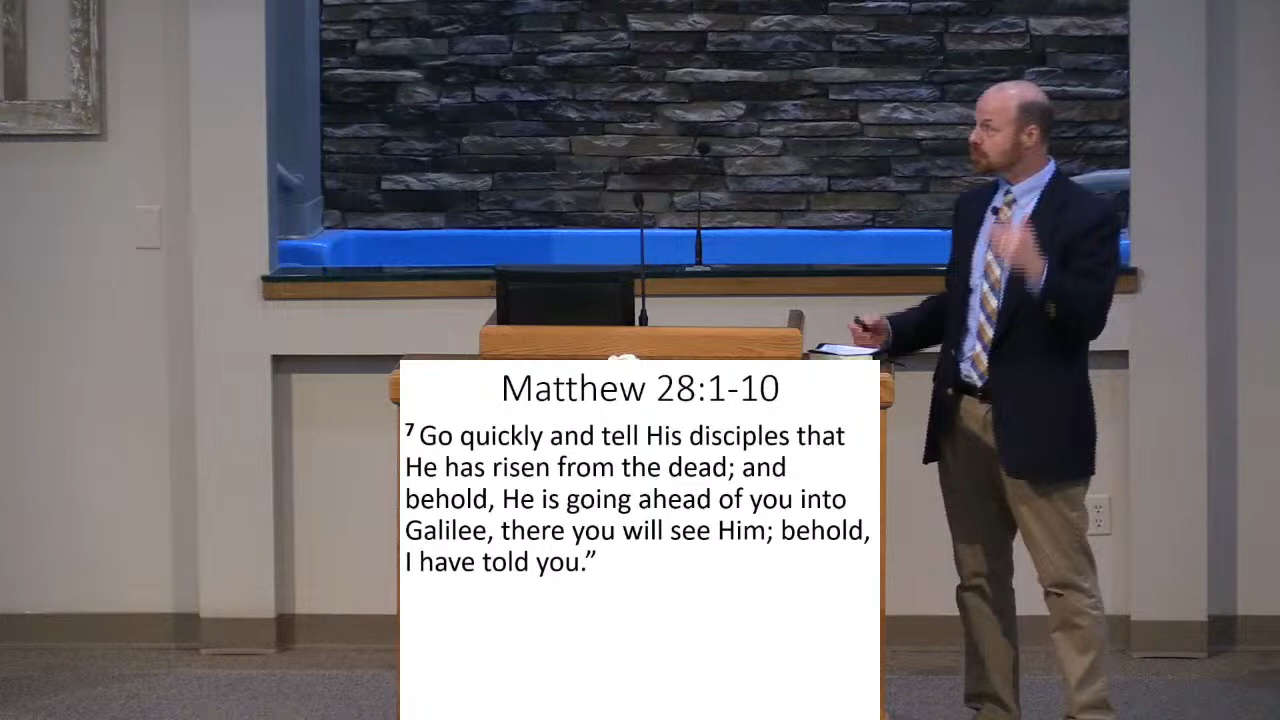 Matthew 28:1-10
⁷ Go quickly and tell His disciples that
He has risen from the dead; and
behold, He is going ahead of you into
Galilee, there you will see Him; behold,
I have told you.”